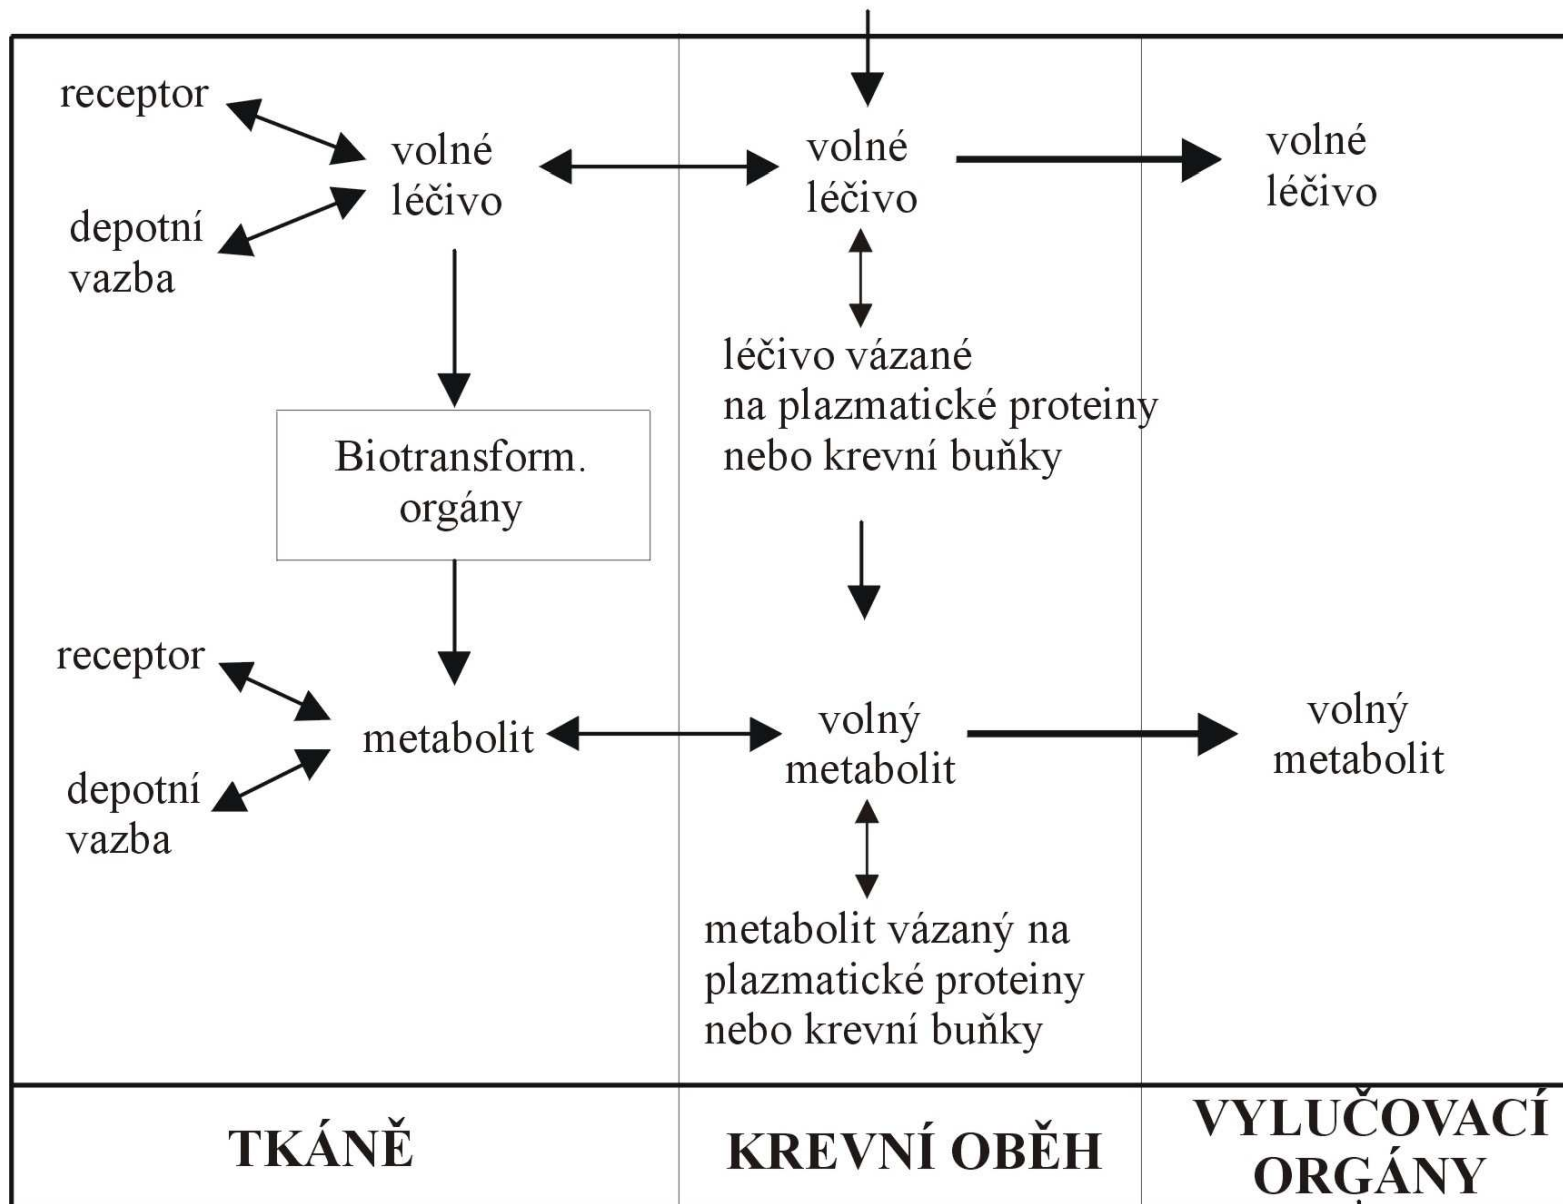 receptor
volné
léčivo
depotní
vazba
volné
léčivo
volné
léčivo
léčivo vázané
na plazmatické proteiny
nebo krevní buňky
Biotransform.
orgány
receptor
metabolit
depotní
vazba
volný
metabolit
volný
metabolit
metabolit vázaný na
plazmatické proteiny
nebo krevní buňky
TKÁNĚ
KREVNÍ OBĚH
VYLUČOVACÍ
ORGÁNY